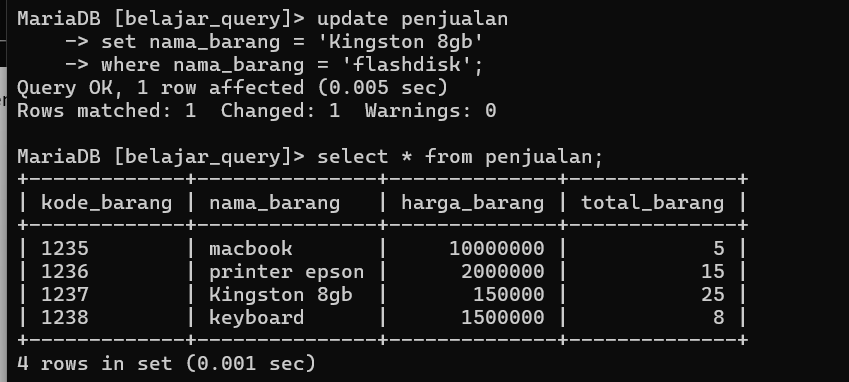 MariaDB [belajar_query]> update penjualan
    -> set nama_barang = 'Kingston 8gb'
    -> where nama_barang = 'flashdisk';
Query OK, 1 row affected (0.005 sec)
Rows matched: 1  Changed: 1  Warnings: 0

MariaDB [belajar_query]> select * from penjualan;
+-------------+---------------+--------------+--------------+
| kode_barang | nama_barang   | harga_barang | total_barang |
+-------------+---------------+--------------+--------------+
| 1235        | macbook       |     10000000 |            5 |
| 1236        | printer epson |      2000000 |           15 |
| 1237        | Kingston 8gb  |       150000 |           25 |
| 1238        | keyboard      |      1500000 |            8 |
+-------------+---------------+--------------+--------------+
4 rows in set (0.001 sec)